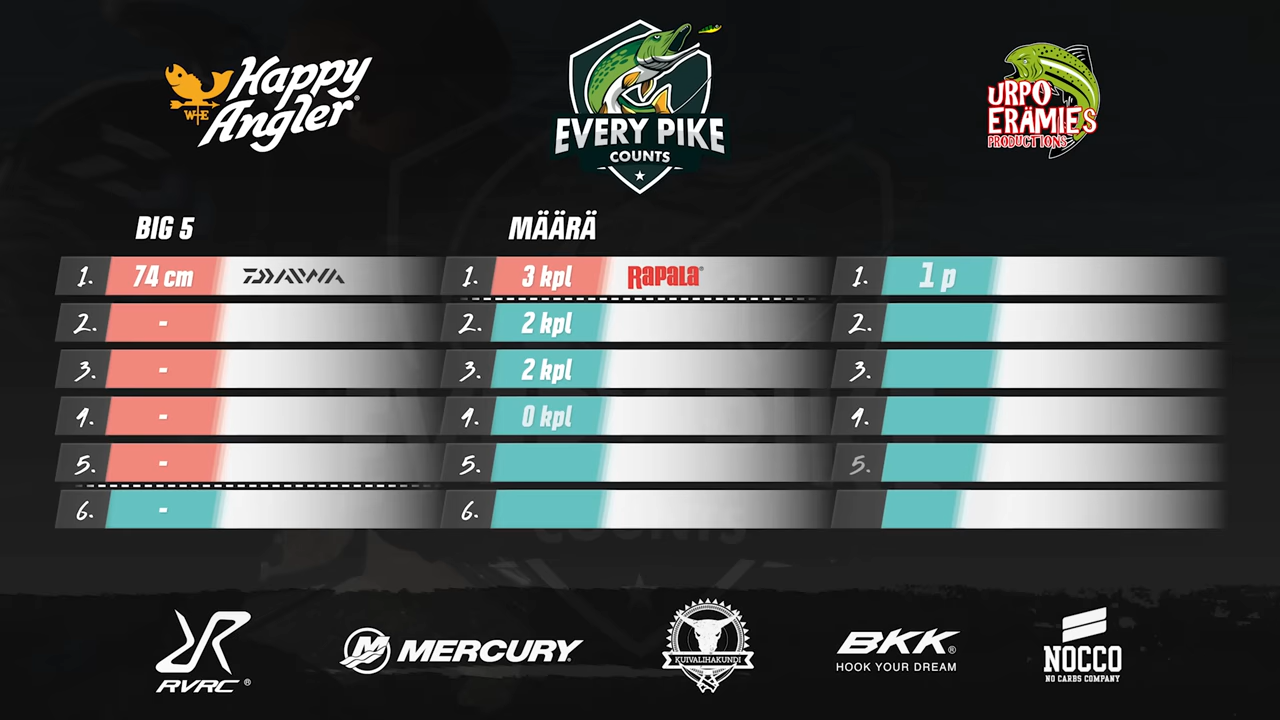 Happy
Angler®
W E
EVERY PIKE
COUNTS
URPO
ERÄMIES
PRODUCTIONS
BIG 5
MÄÄRÄ
1. 74 cm DAIWA
2. -
3. -
4. -
5. -
6. -
1. 3 kpl Rapala®
2. 2 kpl
3. 2 kpl
4. 0 kpl
5.
6.
1. 1 p
2.
3.
4.
5.
RVRC®
MERCURY
KUIVALIHAKUNDI
BKK®
HOOK YOUR DREAM
NOCCO
NO CARBS COMPANY